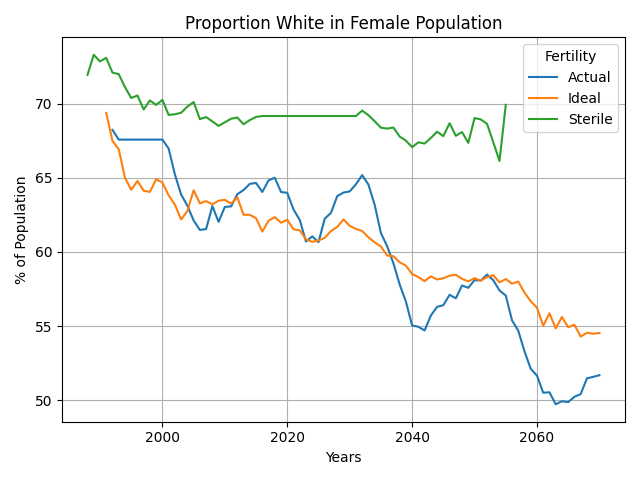 Proportion White in Female Population
% of Population
70
65
60
55
50
Fertility
Actual
Ideal
Sterile
2000
2020
2040
2060
Years